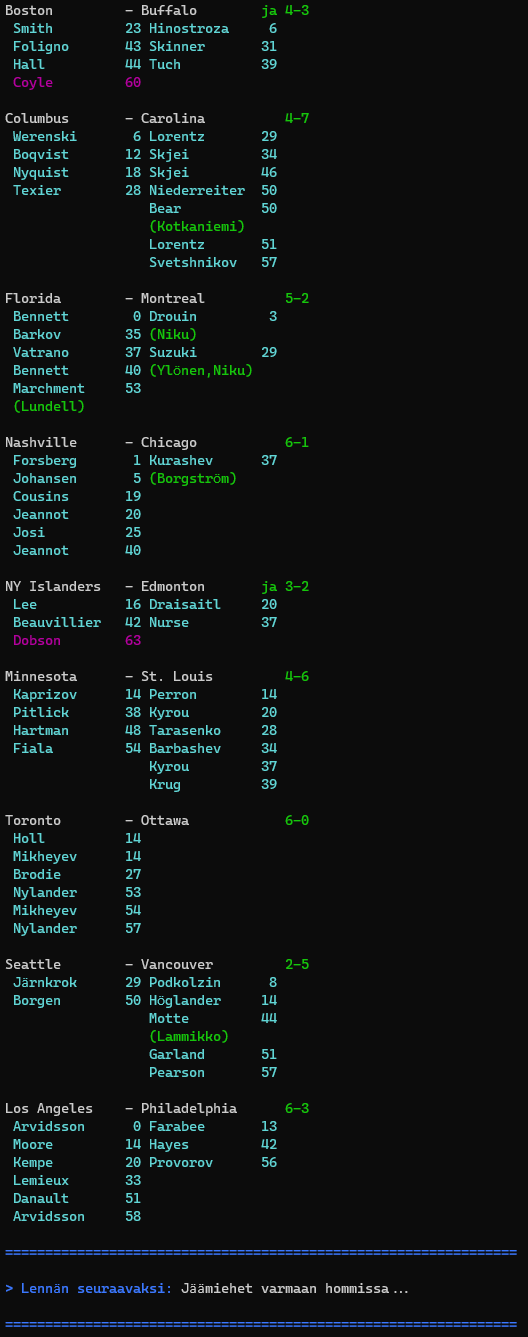 Boston - Buffalo ja 4-3
Smith 23 Hinostroza 6
Foligno 43 Skinner 31
Hall 44 Tuch 39
Coyle 60
Columbus - Carolina 4-7
Werenski 6 Lorentz 29
Boqvist 12 Skjei 34
Nyquist 18 Skjei 46
Texier 28 Niederreiter 50
Bear 50
(Kotkaniemi)
Lorentz 51
Svetshnikov 57
Florida - Montreal 5-2
Bennett 0 Drouin 3
Barkov 35 (Niku)
Vatrano 37 Suzuki 29
Bennett 40 (Ylönen,Niku)
Marchment 53
(Lundell)
Nashville - Chicago 6-1
Forsberg 1 Kurashev 37
Johansen 5 (Borgström)
Cousins 19
Jeannot 20
Josi 25
Jeannot 40
NY Islanders - Edmonton ja 3-2
Lee 16 Draisaitl 20
Beauvillier 42 Nurse 37
Dobson 63
Minnesota - St. Louis 4-6
Kaprizov 14 Perron 14
Pitlick 38 Kyrou 20
Hartman 48 Tarasenko 28
Fiala 54 Barbashev 34
Kyrou 37
Krug 39
Toronto - Ottawa 6-0
Holl 14
Mikheyev 14
Brodie 27
Nylander 53
Mikheyev 54
Nylander 57
Seattle - Vancouver 2-5
Järnkrok 29 Podkolzin 8
Borgen 50 Höglander 14
Motte 44
(Lammikko)
Garland 51
Pearson 57
Los Angeles - Philadelphia 6-3
Arvidsson 0 Farabee 13
Moore 14 Hayes 42
Kempe 20 Provorov 56
Lemieux 33
Danault 51
Arvidsson 58
> Lennän seuraavaksi: Jäämiehet varmaan hommissa...